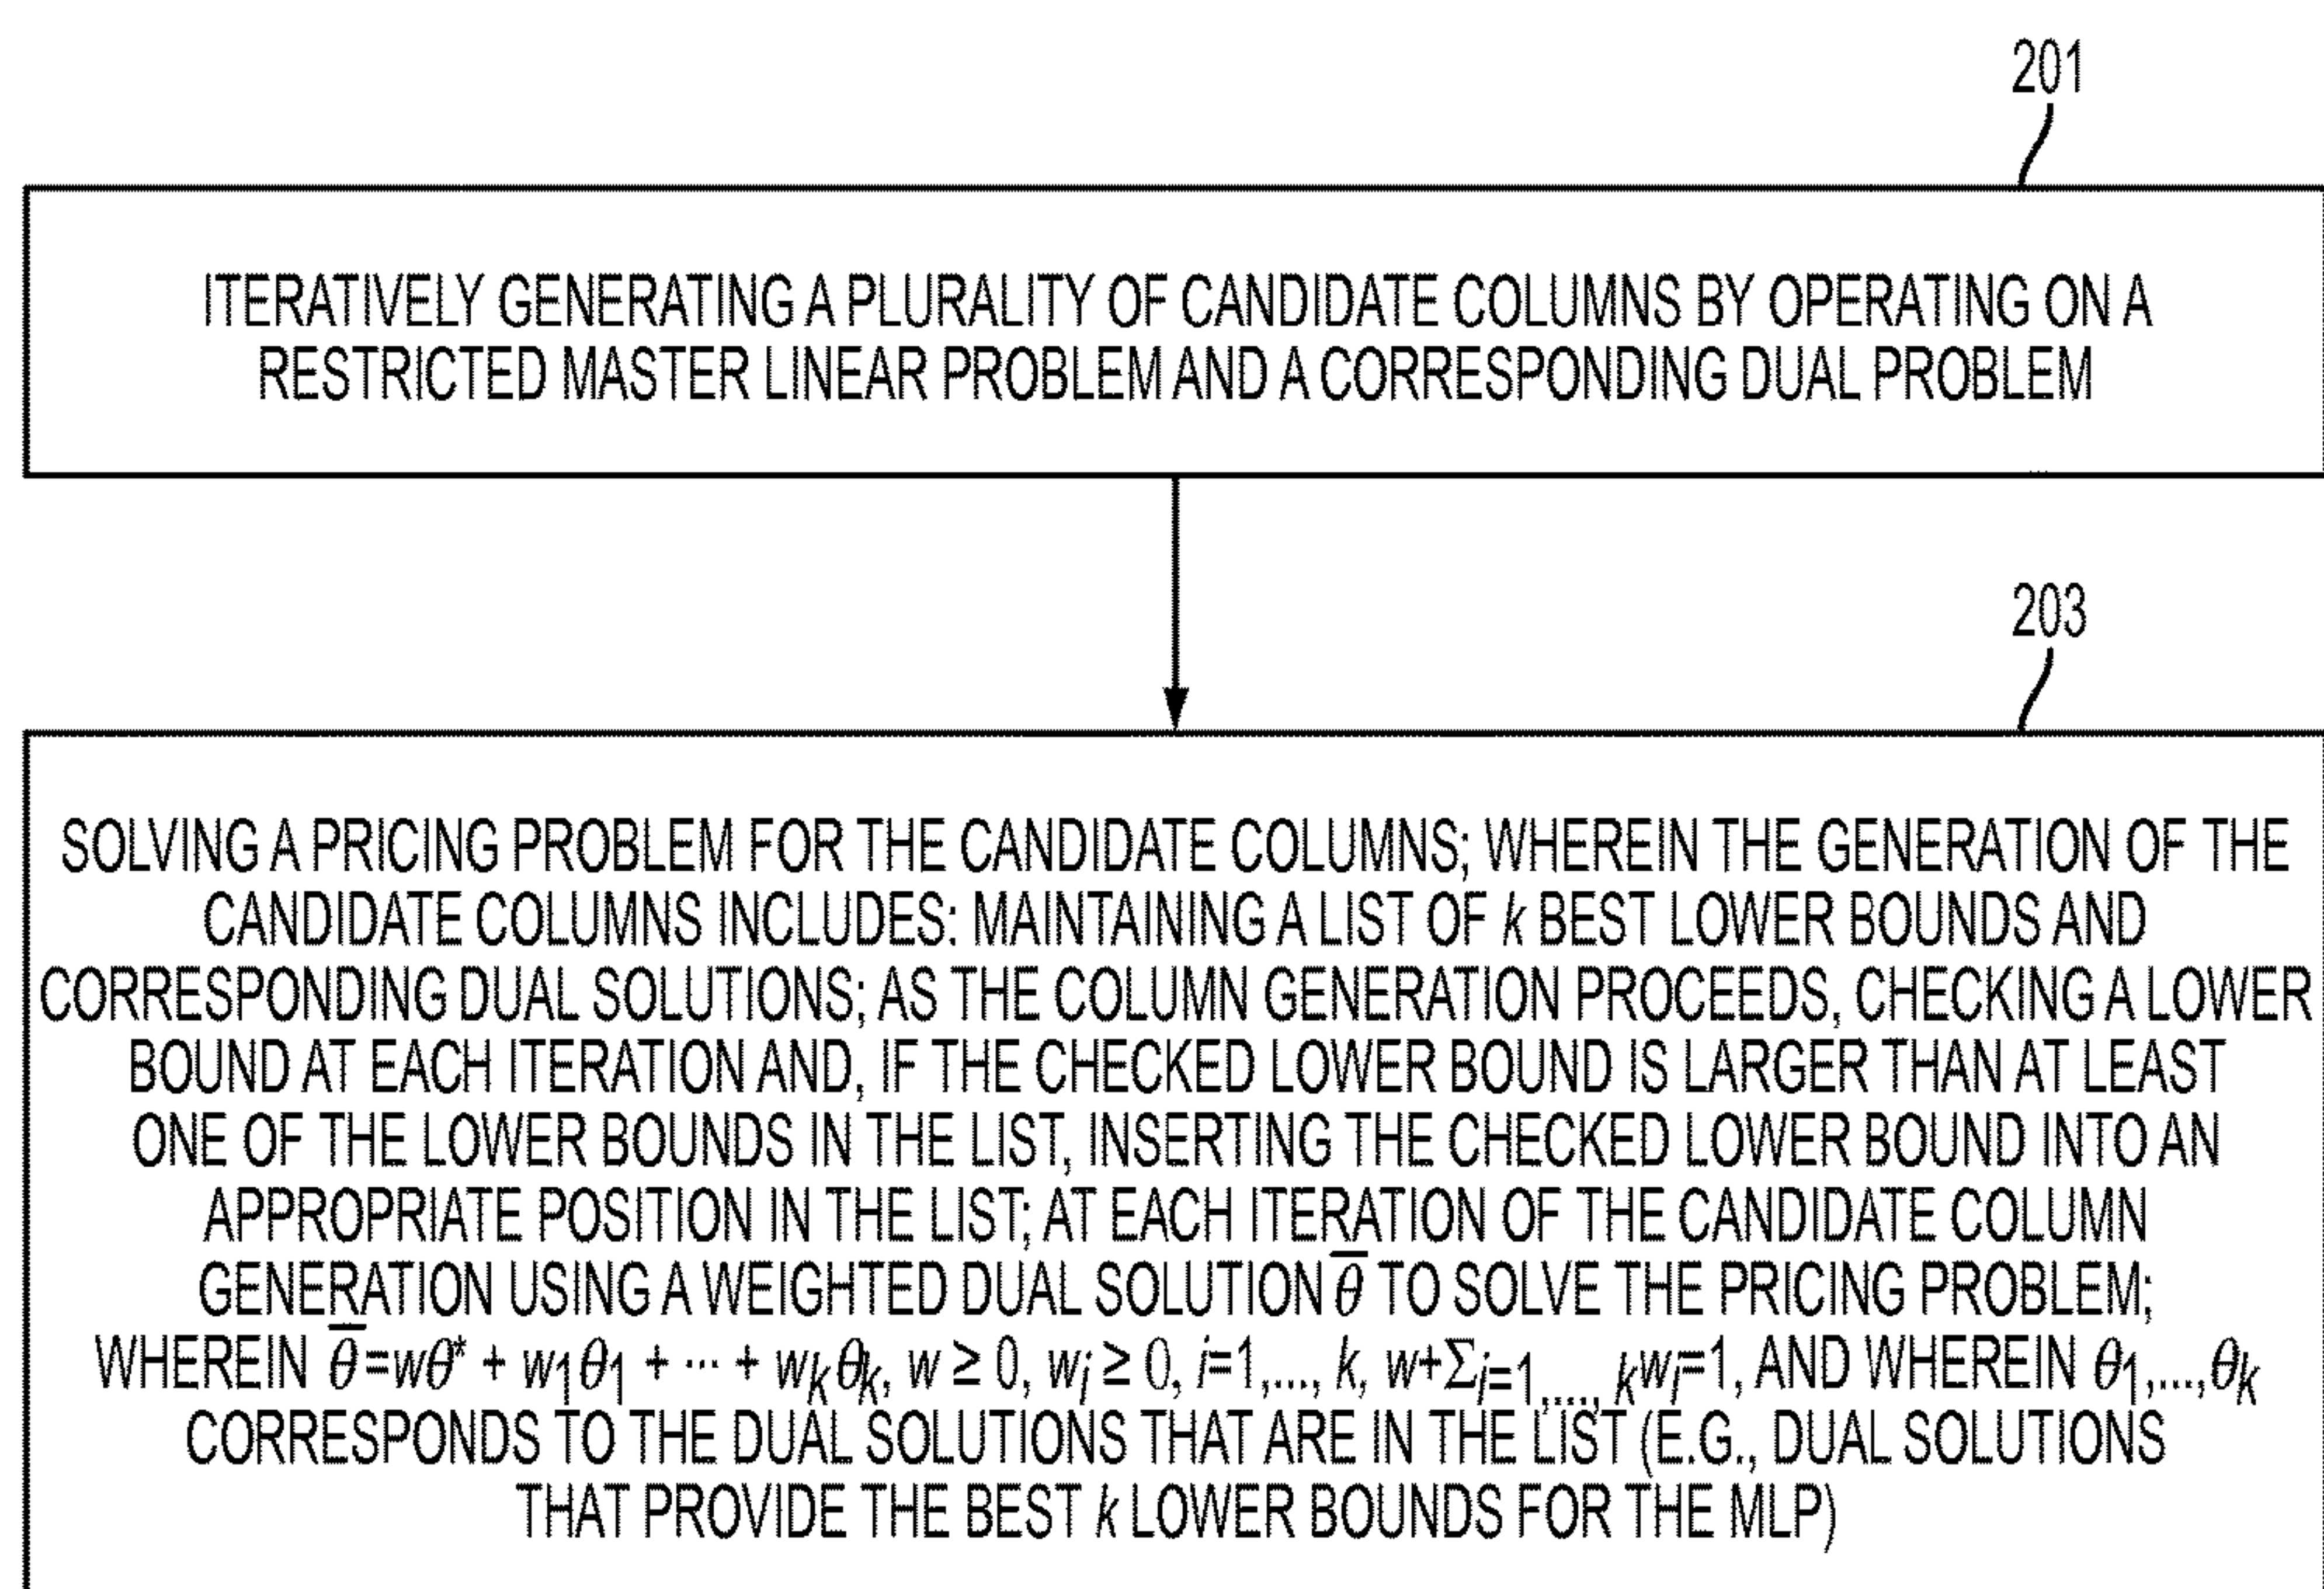 201
ITERATIVELY GENERATING A PLURALITY OF CANDIDATE COLUMNS BY OPERATING ON A
RESTRICTED MASTER LINEAR PROBLEM AND A CORRESPONDING DUAL PROBLEM
203
SOLVING A PRICING PROBLEM FOR THE CANDIDATE COLUMNS; WHEREIN THE GENERATION OF THE
CANDIDATE COLUMNS INCLUDES: MAINTAINING A LIST OF k BEST LOWER BOUNDS AND
CORRESPONDING DUAL SOLUTIONS; AS THE COLUMN GENERATION PROCEEDS, CHECKING A LOWER
BOUND AT EACH ITERATION AND, IF THE CHECKED LOWER BOUND IS LARGER THAN AT LEAST
ONE OF THE LOWER BOUNDS IN THE LIST, INSERTING THE CHECKED LOWER BOUND INTO AN
APPROPRIATE POSITION IN THE LIST; AT EACH ITERATION OF THE CANDIDATE COLUMN
GENERATION USING A WEIGHTED DUAL SOLUTION θ̅ TO SOLVE THE PRICING PROBLEM;
WHEREIN θ̅=wθ* + w₁θ₁ + ··· + wₖθₖ, w ≥ 0, wᵢ ≥ 0, i=1,..., k, w+Σᵢ₌₁,...,ₖwᵢ=1, AND WHEREIN θ₁,...,θₖ
CORRESPONDS TO THE DUAL SOLUTIONS THAT ARE IN THE LIST (E.G., DUAL SOLUTIONS
THAT PROVIDE THE BEST k LOWER BOUNDS FOR THE MLP)